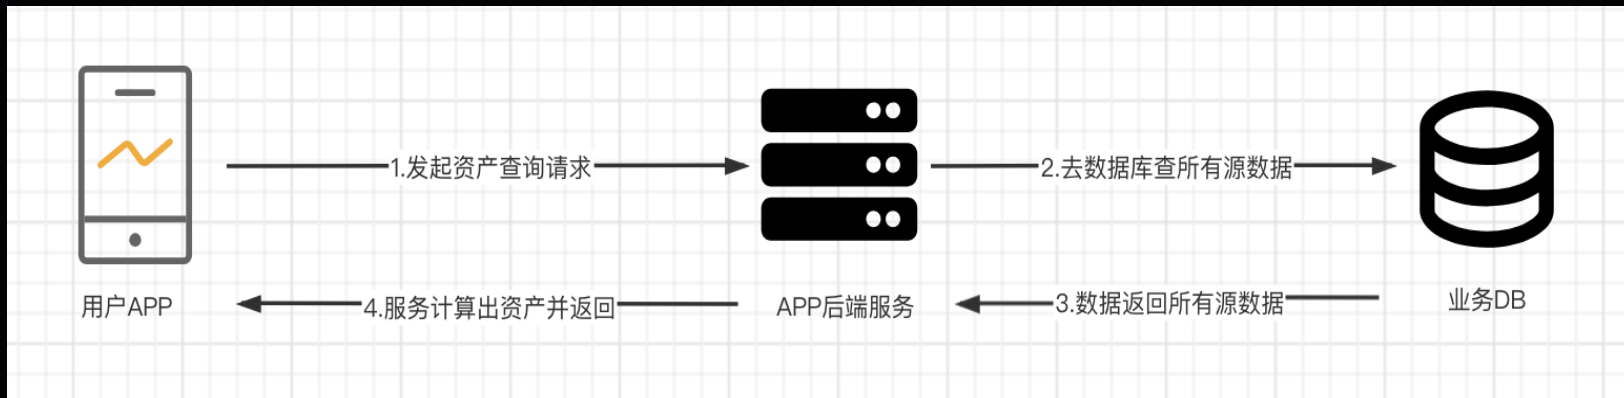 1.发起资产查询请求
2.去数据库查所有源数据
用户APP
4.服务计算出资产并返回
APP后端服务
3.数据返回所有源数据
业务DB